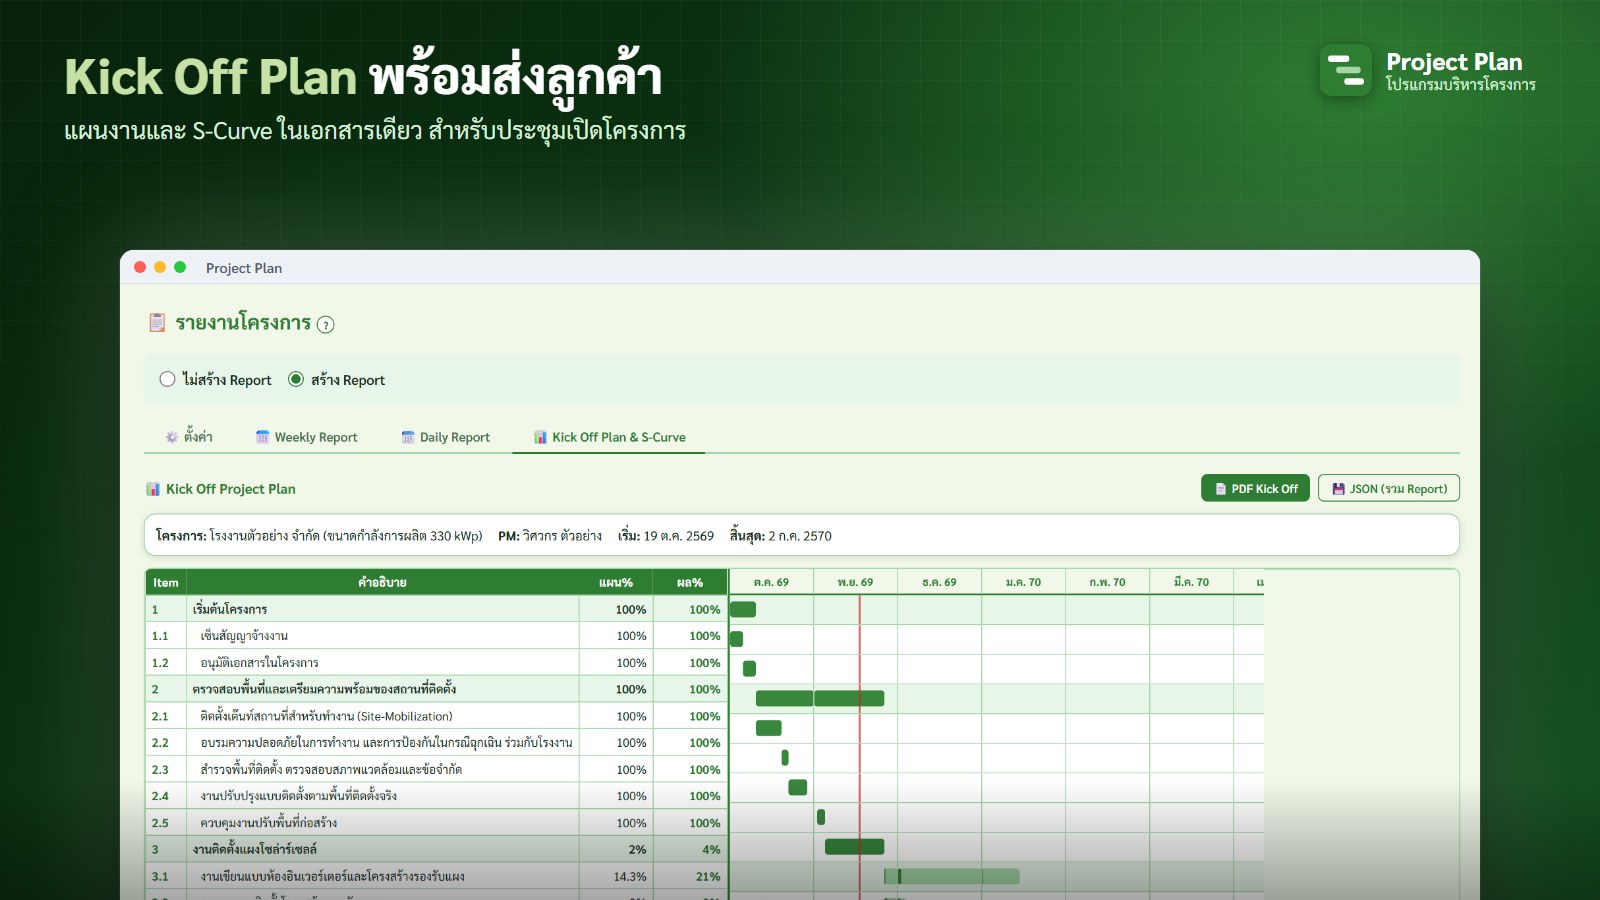 Kick Off Plan พร้อมส่งลูกค้า
แผนงานและ S-Curve ในเอกสารเดียว สำหรับประชุมเปิดโครงการ
Project Plan
โปรแกรมบริหารโครงการ
Project Plan
รายงานโครงการ ?
ไม่สร้าง Report สร้าง Report
ตั้งค่า Weekly Report Daily Report Kick Off Plan & S-Curve
Kick Off Project Plan PDF Kick Off JSON (รวม Report)
โครงการ: โรงงานตัวอย่าง จำกัด (ขนาดกำลังการผลิต 330 kWp) PM: วิศวกร ตัวอย่าง เริ่ม: 19 ต.ค. 2569 สิ้นสุด: 2 ก.ค. 2570
Item คำอธิบาย แผน% ผล% ต.ค. 69 พ.ย. 69 ธ.ค. 69 ม.ค. 70 ก.พ. 70 มี.ค. 70
1 เริ่มต้นโครงการ 100% 100%
1.1 เซ็นสัญญาจ้างงาน 100% 100%
1.2 อนุมัติเอกสารในโครงการ 100% 100%
2 ตรวจสอบพื้นที่และเตรียมความพร้อมของสถานที่ติดตั้ง 100% 100%
2.1 ติดตั้งเต็นท์สถานที่สำหรับทำงาน (Site-Mobilization) 100% 100%
2.2 อบรมความปลอดภัยในการทำงาน และการป้องกันในกรณีฉุกเฉิน ร่วมกับโรงงาน 100% 100%
2.3 สำรวจพื้นที่ติดตั้ง ตรวจสอบสภาพแวดล้อมและข้อจำกัด 100% 100%
2.4 งานปรับปรุงแบบติดตั้งตามพื้นที่ติดตั้งจริง 100% 100%
2.5 ควบคุมงานปรับพื้นที่ก่อสร้าง 100% 100%
3 งานติดตั้งแผงโซล่าร์เซลล์ 2% 4%
3.1 งานเขียนแบบห้องอินเวอร์เตอร์และโครงสร้างรองรับแผง 14.3% 21%